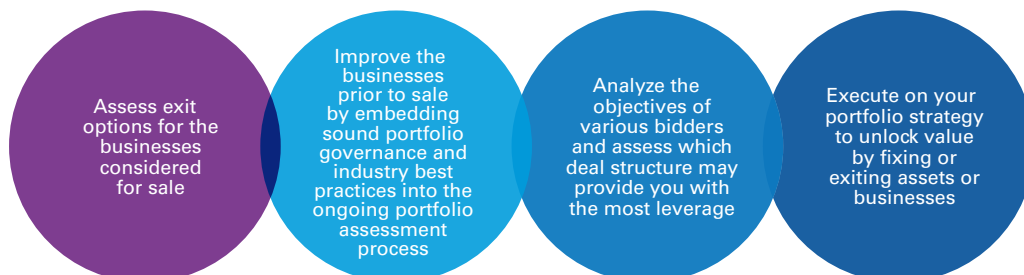 Assess exit
options for the
businesses
considered
for sale
Improve the
businesses
prior to sale
by embedding
sound portfolio
governance and
industry best
practices into the
ongoing portfolio
assessment
process
Analyze the
objectives of
various bidders
and assess which
deal structure may
provide you with
the most leverage
Execute on your
portfolio strategy
to unlock value
by fixing or
exiting assets or
businesses